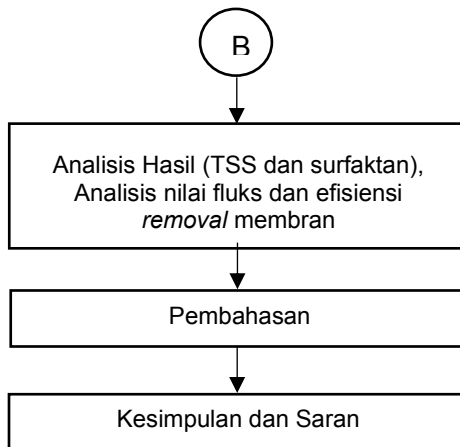 B
Analisis Hasil (TSS dan surfaktan),
Analisis nilai fluks dan efisiensi
removal membran
Pembahasan
Kesimpulan dan Saran